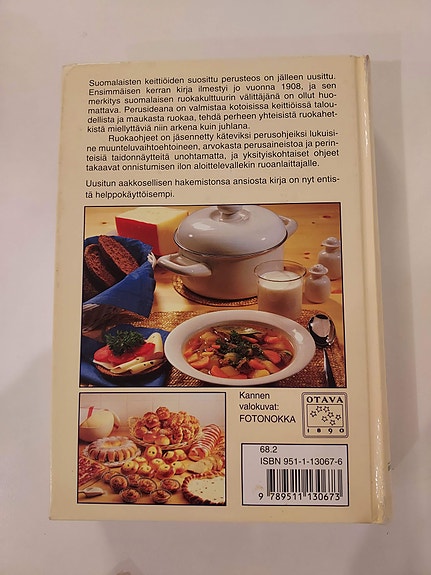 Suomalaisten keittiöiden suosittu perusteos on jälleen uusittu.
Ensimmäisen kerran kirja ilmestyi jo vuonna 1908, ja sen
merkitys suomalaisen ruokakulttuurin välittäjänä on ollut huo-
mattava. Perusideana on valmistaa kotoisissa keittiöissä talou-
dellista ja maukasta ruokaa, tehdä perheen yhteisistä ruokahet-
kistä miellyttäviä niin arkena kuin juhlana.
Ruokaohjeet on jäsennetty käteviksi perusohjeiksi lukuisi-
ne muunteluvaihtoehtoineen, arvokasta perusaineistoa ja perin-
teisiä taidonnäytteitä unohtamatta, ja yksityiskohtaiset ohjeet
takaavat onnistumisen ilon aloittelevallekin ruoanlaittajalle.
Uusitun aakkosellisen hakemistonsa ansiosta kirja on nyt entis-
tä helppokäyttöisempi.
Kannen
valokuvat:
FOTONOKKA
OTAVA
1890
68.2
ISBN 951-1-13067-6
9 789511 130673